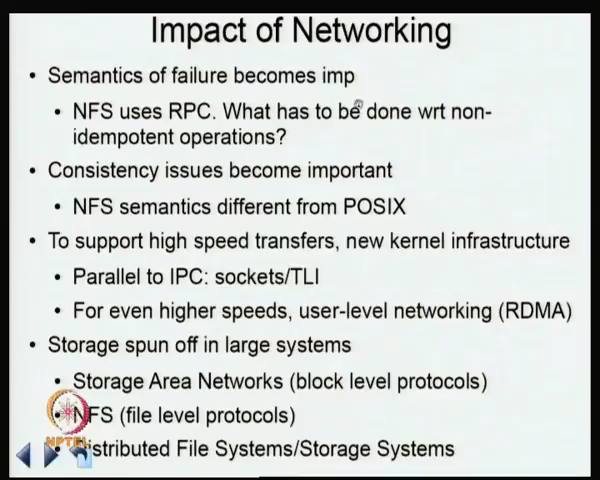 Impact of Networking
• Semantics of failure becomes imp
• NFS uses RPC. What has to be done wrt non-
idempotent operations?
• Consistency issues become important
• NFS semantics different from POSIX
• To support high speed transfers, new kernel infrastructure
• Parallel to IPC: sockets/TLI
• For even higher speeds, user-level networking (RDMA)
• Storage spun off in large systems
• Storage Area Networks (block level protocols)
• NFS (file level protocols)
• Distributed File Systems/Storage Systems
NPTEL